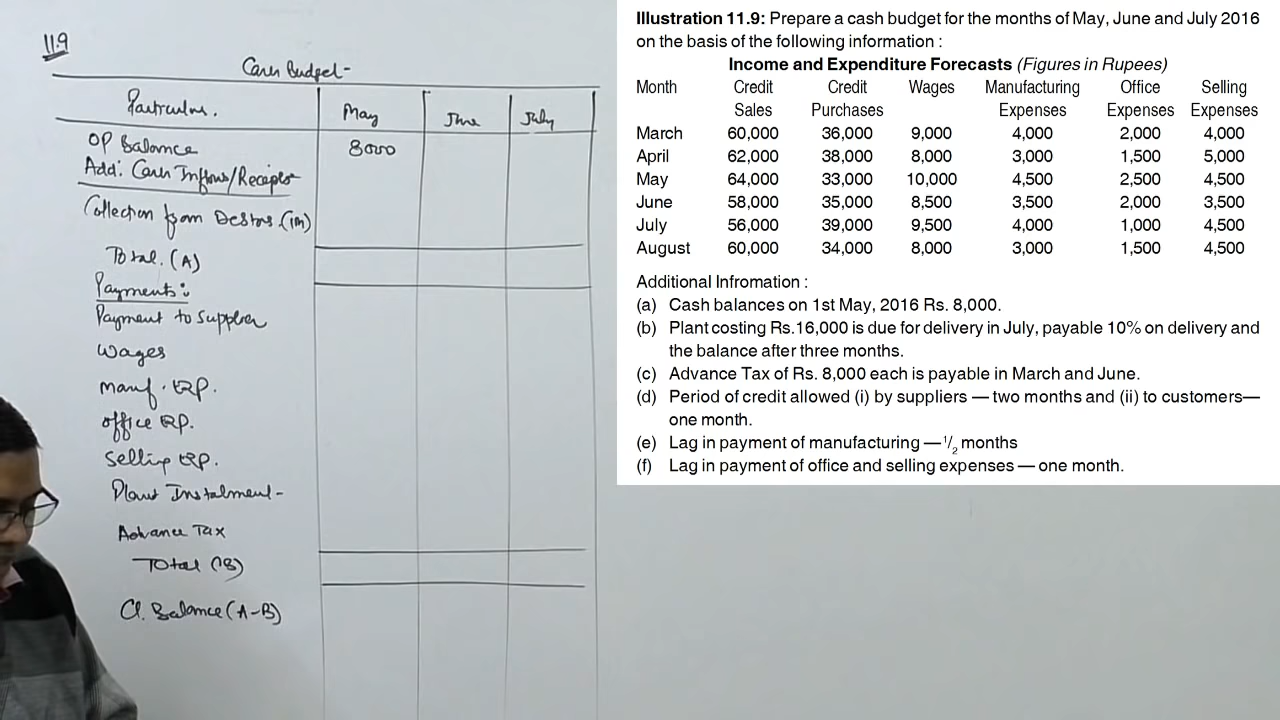 11.9
Cash Budget-
Particulars.
May
June
July
OP Balance
8000
Add: Cash Inflows/Receipts
Collection from Debtors.(1m)
Total.(A)
Payments:
Payment to Supplier
Wages
Manf. EXP.
Office EXP.
Selling EXP.
Plant Instalment-
Advance Tax
Total (B)
Cl. Balance (A-B)
Illustration 11.9: Prepare a cash budget for the months of May, June and July 2016
on the basis of the following information :
Income and Expenditure Forecasts (Figures in Rupees)
Month Credit Credit Wages Manufacturing Office Selling
Sales Purchases Expenses Expenses Expenses
March 60,000 36,000 9,000 4,000 2,000 4,000
April 62,000 38,000 8,000 3,000 1,500 5,000
May 64,000 33,000 10,000 4,500 2,500 4,500
June 58,000 35,000 8,500 3,500 2,000 3,500
July 56,000 39,000 9,500 4,000 1,000 4,500
August 60,000 34,000 8,000 3,000 1,500 4,500
Additional Infromation :
(a) Cash balances on 1st May, 2016 Rs. 8,000.
(b) Plant costing Rs.16,000 is due for delivery in July, payable 10% on delivery and
the balance after three months.
(c) Advance Tax of Rs. 8,000 each is payable in March and June.
(d) Period of credit allowed (i) by suppliers — two months and (ii) to customers—
one month.
(e) Lag in payment of manufacturing — 1/2 months
(f) Lag in payment of office and selling expenses — one month.